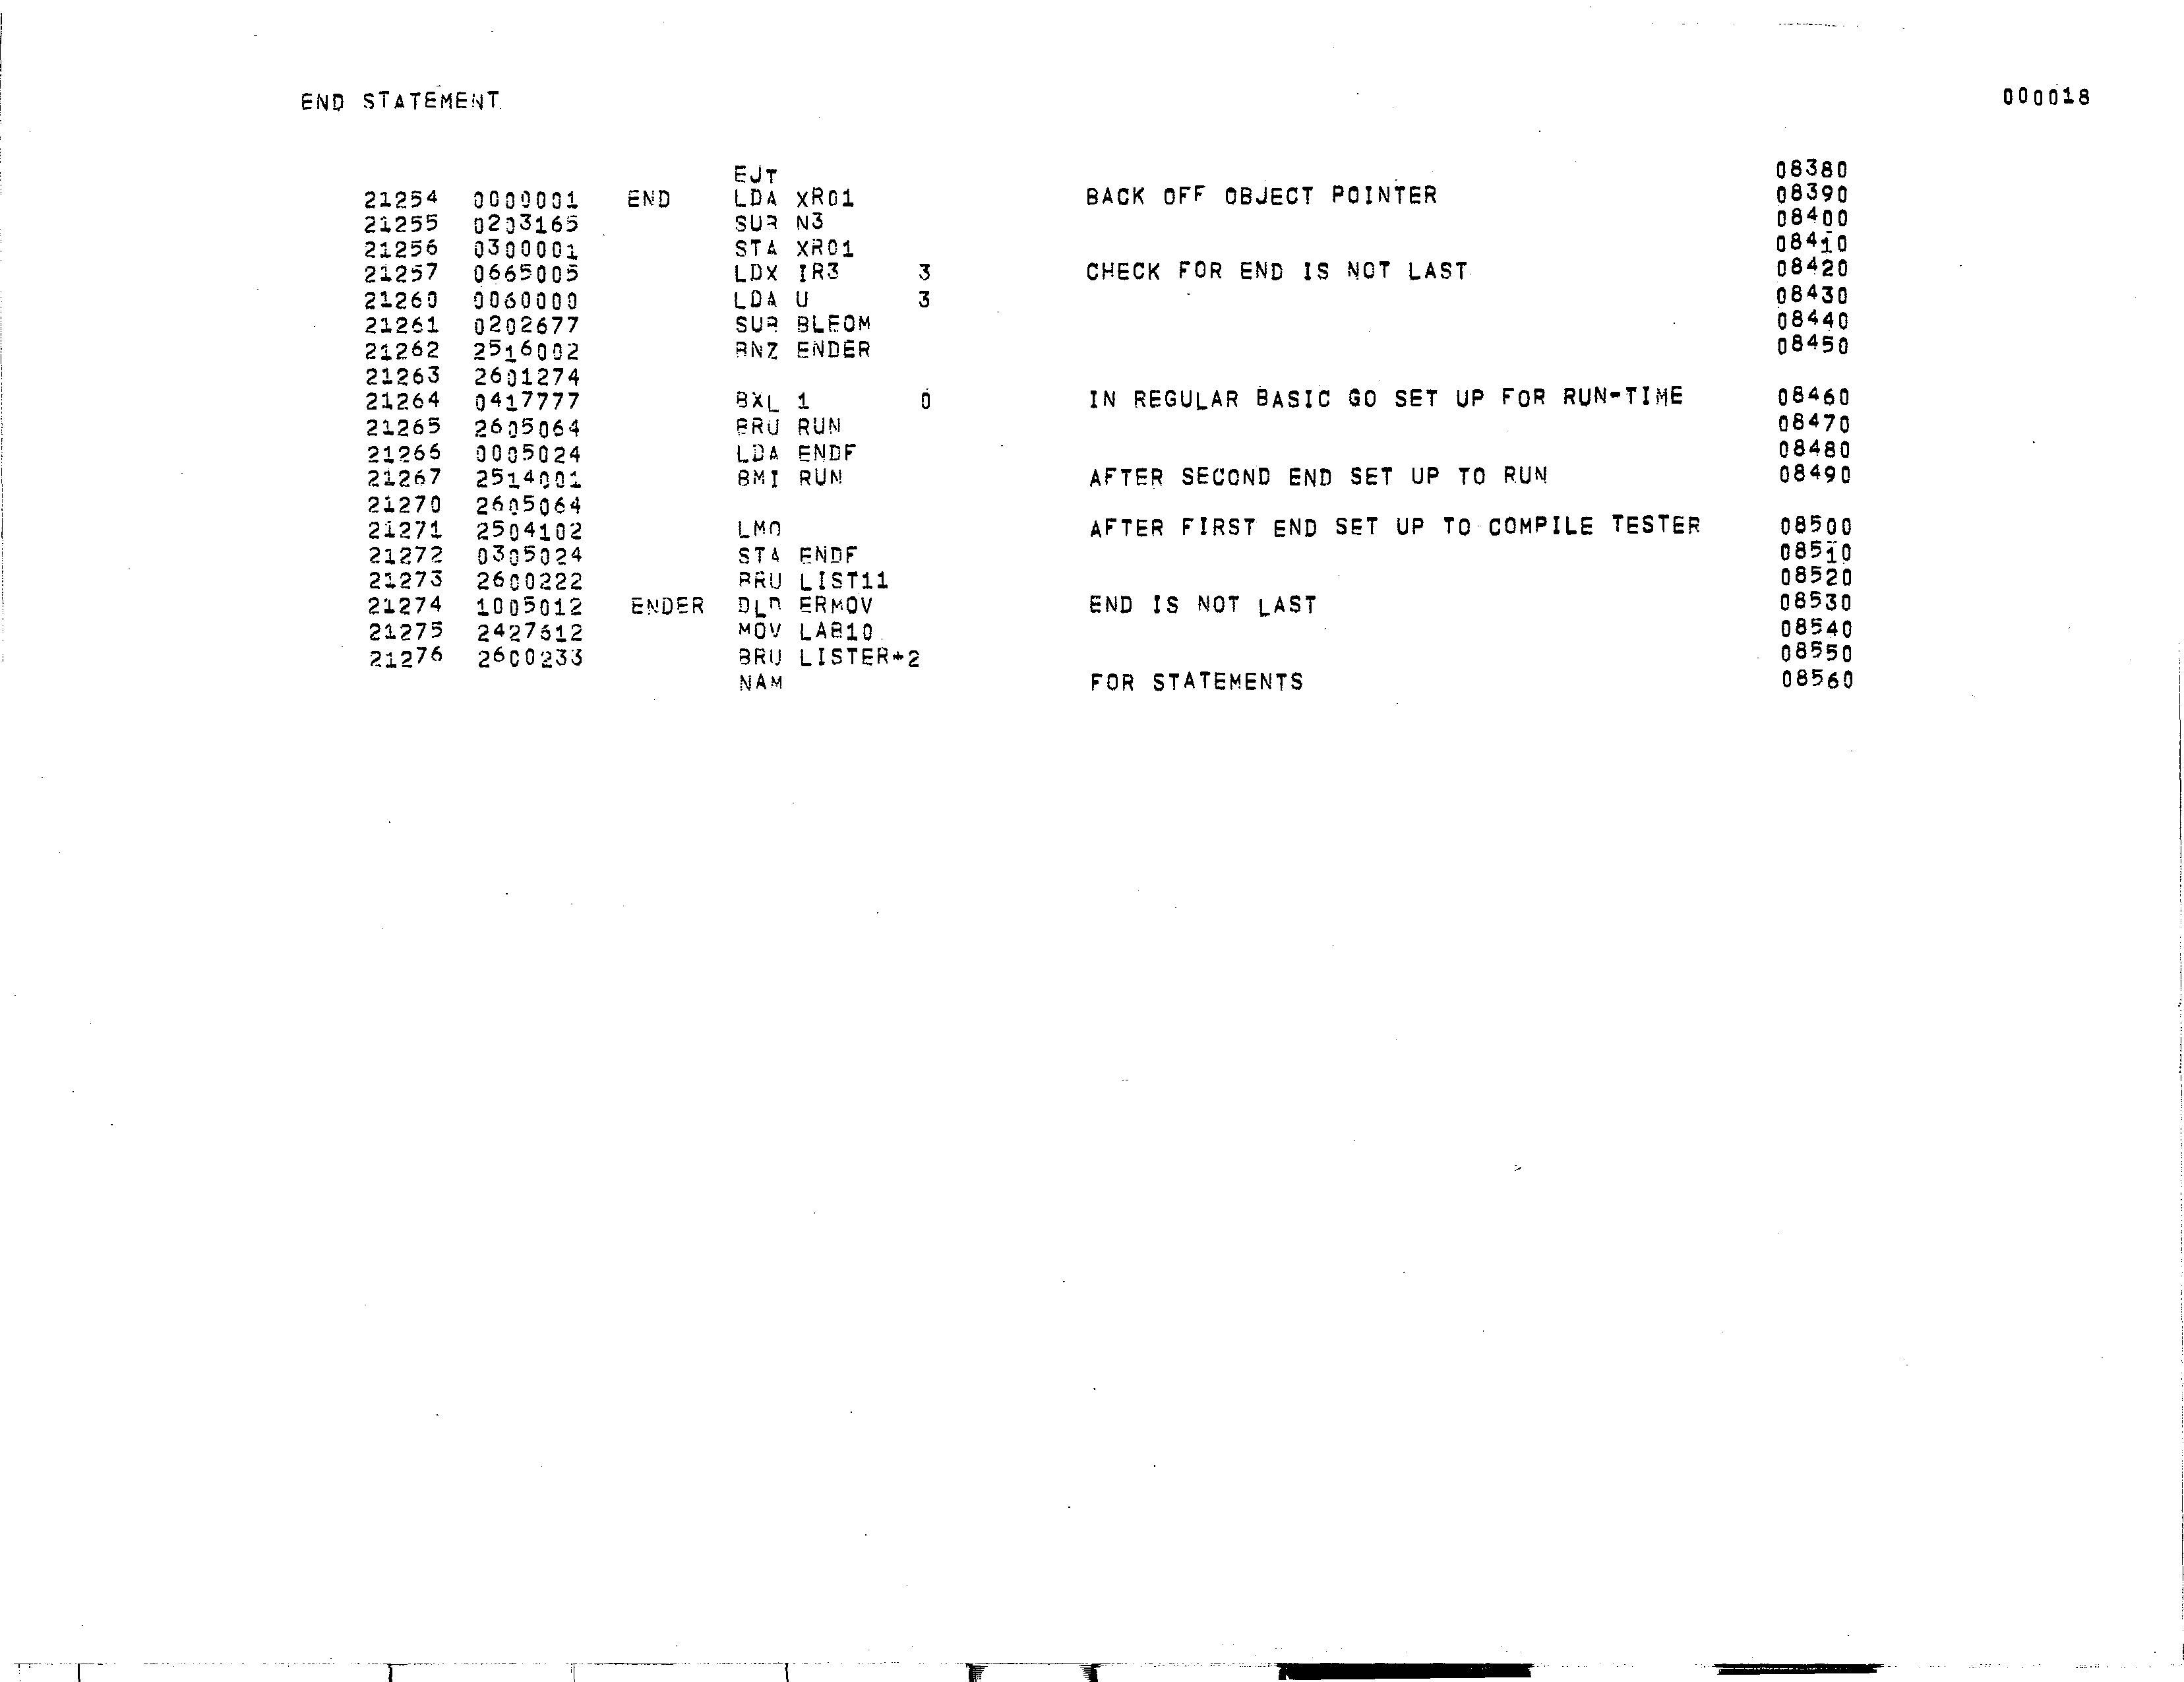 END STATEMENT 000018
EJT 08380
21254 0000001 END LDA XR01 BACK OFF OBJECT POINTER 08390
21255 0203165 SUB N3 08400
21256 0300001 STA XR01 08410
21257 0665005 LDX IR3 3 CHECK FOR END IS NOT LAST 08420
21260 0060000 LDA U 3 08430
21261 0202677 SUB BLEOM 08440
21262 2516002 BNZ ENDER 08450
21263 2601274
21264 0417777 BXL 1 0 IN REGULAR BASIC GO SET UP FOR RUN-TIME 08460
21265 2605064 BRU RUN 08470
21266 0005024 LDA ENDF 08480
21267 2514001 BMI RUN AFTER SECOND END SET UP TO RUN 08490
21270 2605064
21271 2504102 LMO AFTER FIRST END SET UP TO COMPILE TESTER 08500
21272 0305024 STA ENDF 08510
21273 2600222 BRU LIST11 08520
21274 1005012 ENDER DLD ERMOV END IS NOT LAST 08530
21275 2427612 MOV LAB10 08540
21276 2600233 BRU LISTER+2 08550
NAM FOR STATEMENTS 08560